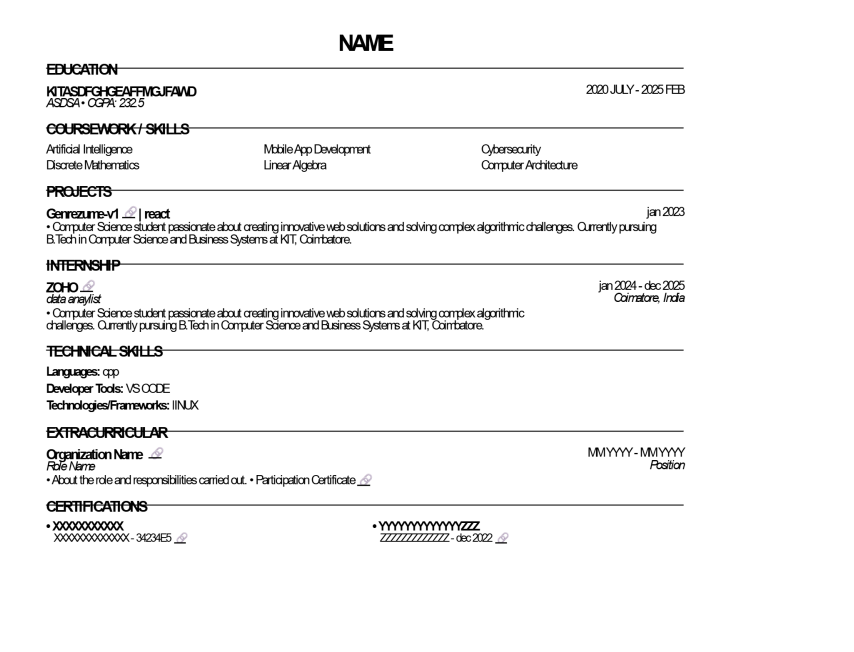 NAME
EDUCATION
KITASDFGHGEAFFMGJFAWD 2020 JULY - 2025 FEB
ASDSA • CGPA: 232.5
COURSEWORK / SKILLS
Artificial Intelligence Mobile App Development Cybersecurity
Discrete Mathematics Linear Algebra Computer Architecture
PROJECTS
Genrezume-v1 🔗 | react jan 2023
• Computer Science student passionate about creating innovative web solutions and solving complex algorithmic challenges. Currently pursuing
B.Tech in Computer Science and Business Systems at KIT, Coimbatore.
INTERNSHIP
ZOHO 🔗 jan 2024 - dec 2025
data anaylist Coimatore, India
• Computer Science student passionate about creating innovative web solutions and solving complex algorithmic
challenges. Currently pursuing B.Tech in Computer Science and Business Systems at KIT, Coimbatore.
TECHNICAL SKILLS
Languages: cpp
Developer Tools: VS CODE
Technologies/Frameworks: lINUX
EXTRACURRICULAR
Organization Name 🔗 MM YYYY - MM YYYY
Role Name Position
• About the role and responsibilities carried out. • Participation Certificate 🔗
CERTIFICATIONS
• XXXXXXXXXXX • YYYYYYYYYYYYZZZ
XXXXXXXXXXXXX - 34234E5 🔗 ZZZZZZZZZZZZZ - dec 2022 🔗